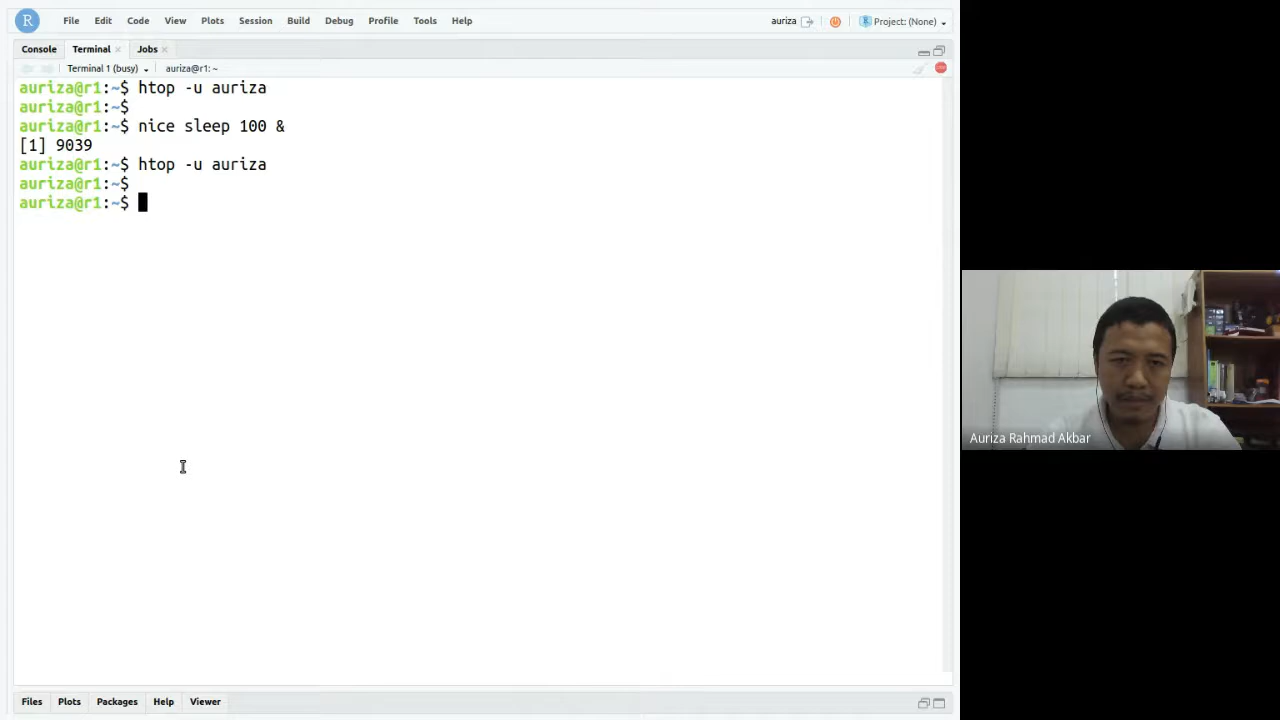 R File Edit Code View Plots Session Build Debug Profile Tools Help auriza Project: (None)
Console Terminal Jobs
Terminal 1 (busy) auriza@r1: ~
auriza@r1:~$ htop -u auriza
auriza@r1:~$
auriza@r1:~$ nice sleep 100 &
[1] 9039
auriza@r1:~$ htop -u auriza
auriza@r1:~$
auriza@r1:~$
Auriza Rahmad Akbar
Files Plots Packages Help Viewer